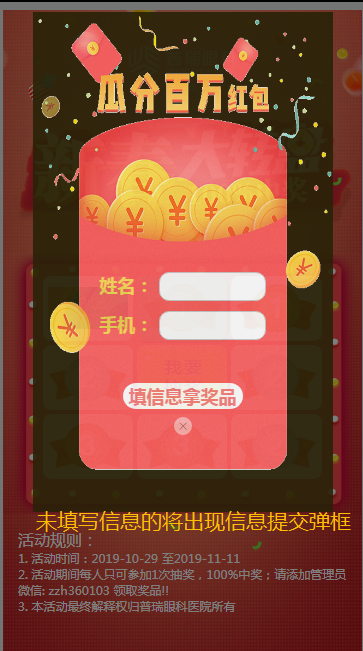 瓜分百万红包
姓名：
手机：
我要
填信息拿奖品
未填写信息的将出现信息提交弹框
活动规则：
1. 活动时间：2019-10-29 至2019-11-11
2. 活动期间每人只可参加1次抽奖，100%中奖；请添加管理员
微信: zzh360103 领取奖品!!
3. 本活动最终解释权归普瑞眼科医院所有